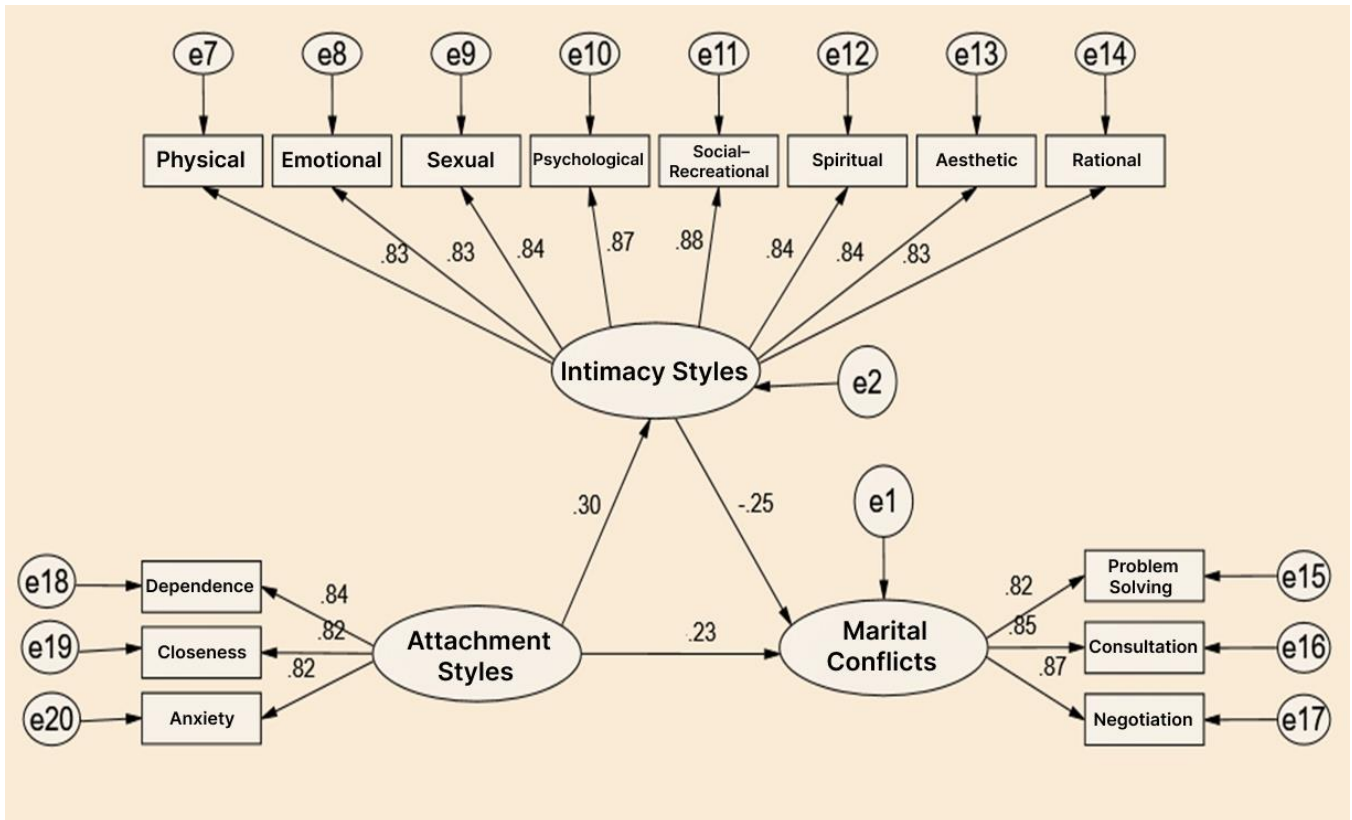 e7 e8 e9 e10 e11 e12 e13 e14
Physical Emotional Sexual Psychological Social–
Recreational Spiritual Aesthetic Rational
.83 .83 .84 .87 .88 .84 .84 .83
Intimacy Styles
e2
.30 -.25
e1
e18 Dependence .84
e19 Closeness .82
e20 Anxiety .82
Attachment
Styles
.23
Marital
Conflicts
.82 Problem
Solving e15
.85 Consultation e16
.87 Negotiation e17